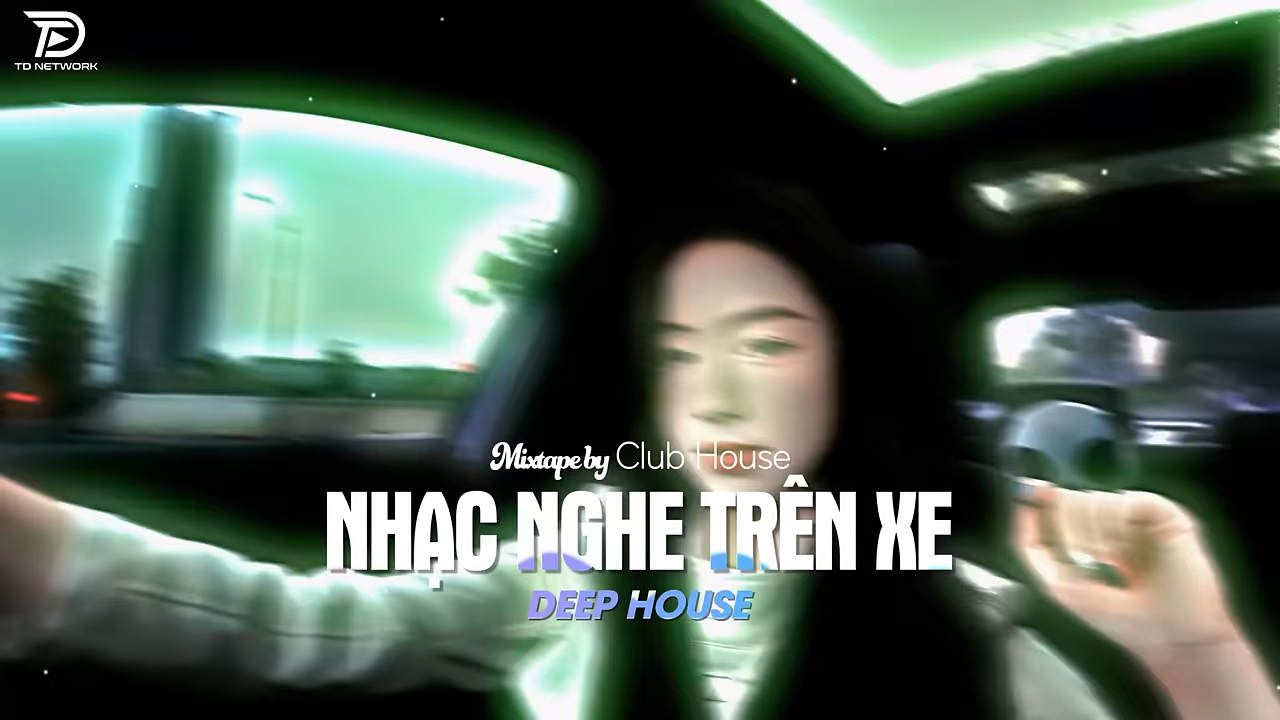 TD NETWORK
Mixtape by Club House
NHẠC NGHE TRÊN XE
DEEP HOUSE